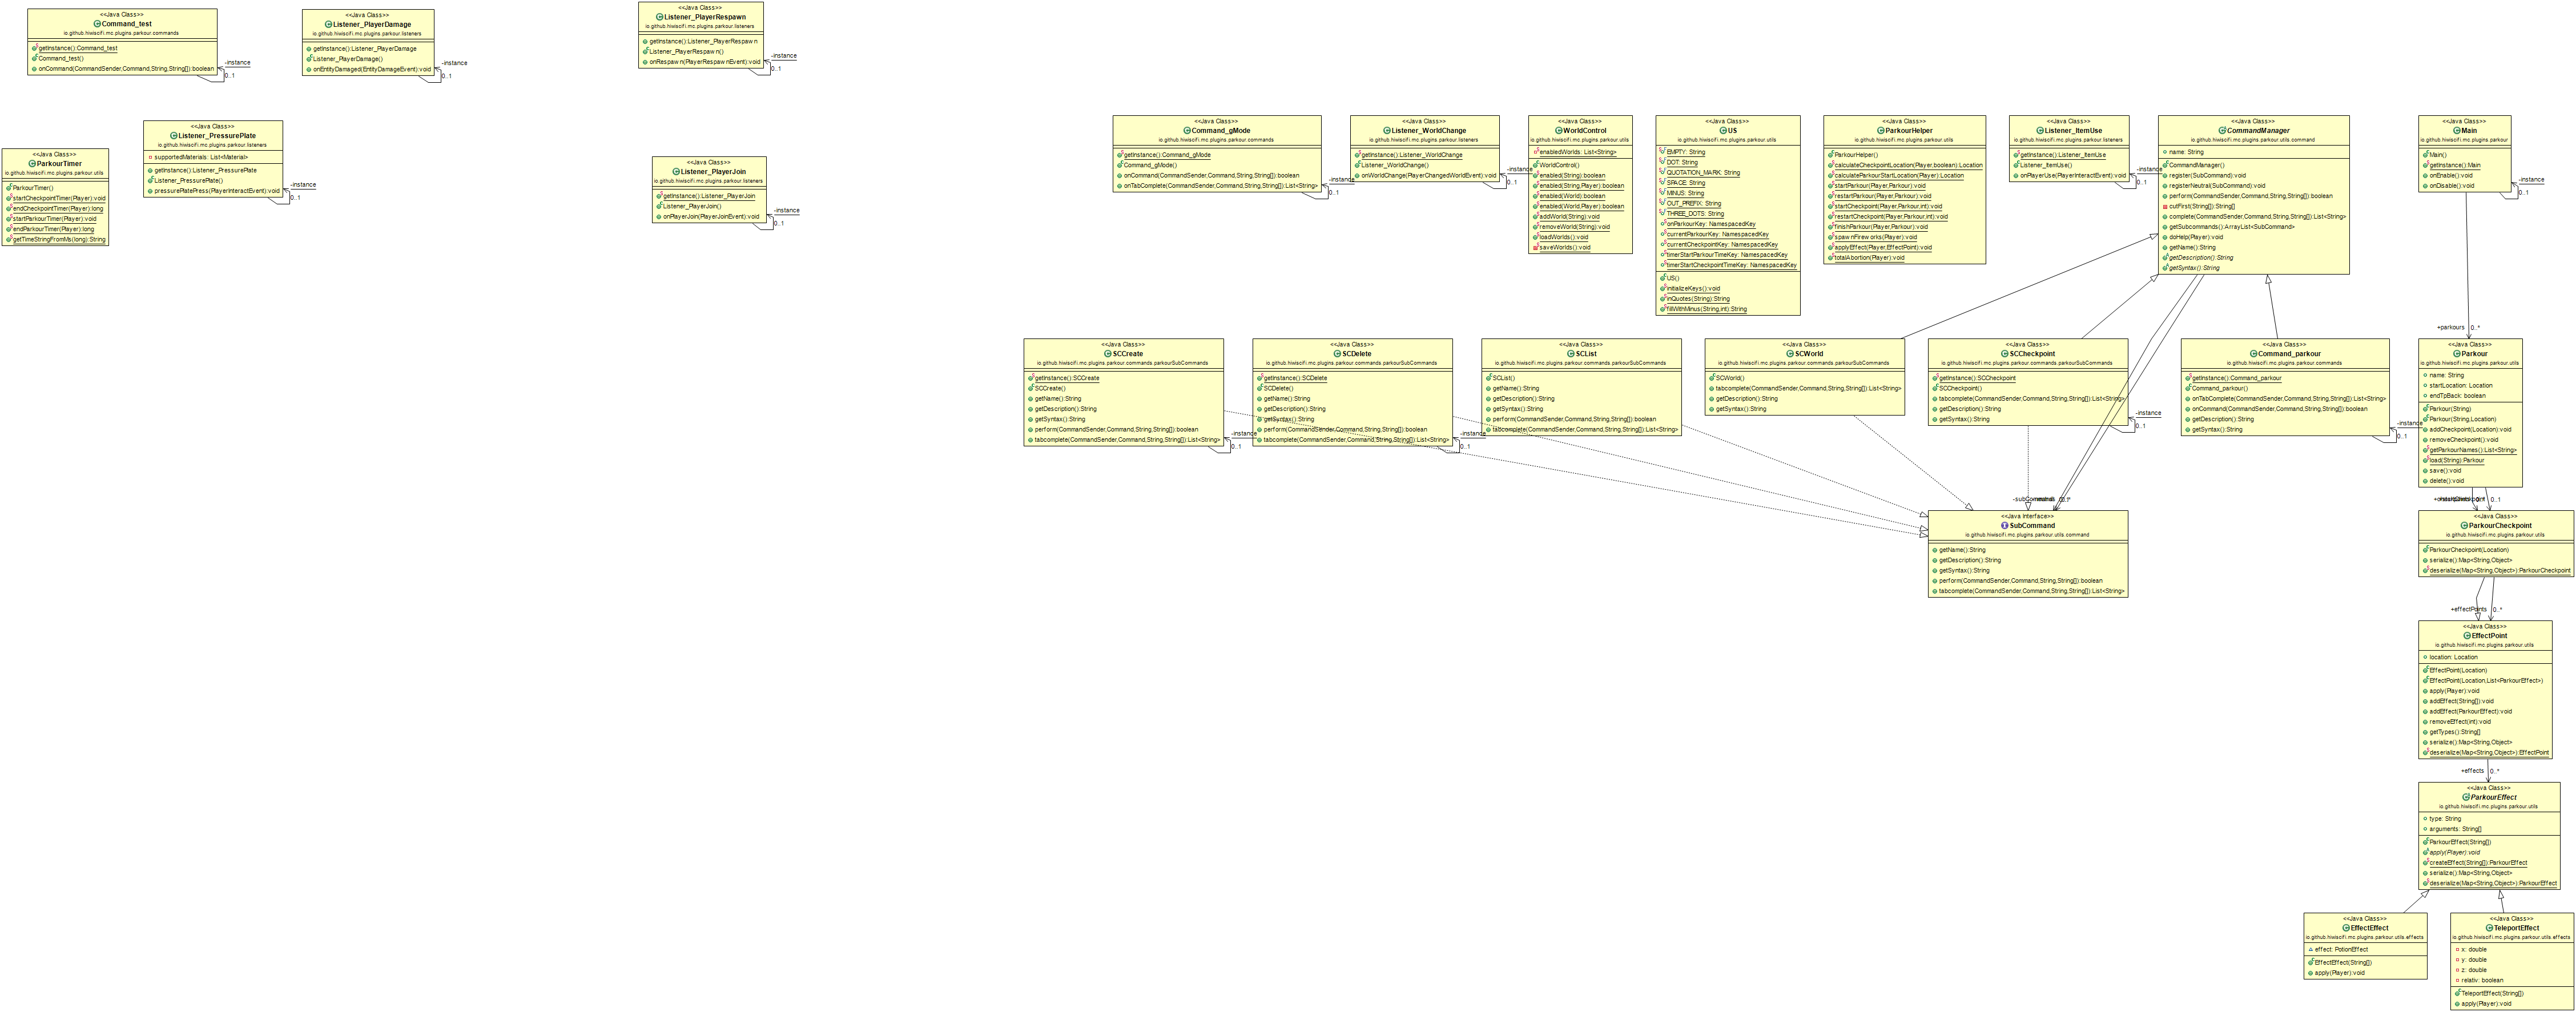 <<Java Class>>
Command_test
io.github.hiwiscifi.mc.plugins.parkour.commands
getInstance():Command_test
Command_test()
onCommand(CommandSender,Command,String,String[]):boolean
-instance
0..1
<<Java Class>>
Listener_PlayerDamage
io.github.hiwiscifi.mc.plugins.parkour.listeners
getInstance():Listener_PlayerDamage
Listener_PlayerDamage()
onEntityDamaged(EntityDamageEvent):void
-instance
0..1
<<Java Class>>
Listener_PlayerRespawn
io.github.hiwiscifi.mc.plugins.parkour.listeners
getInstance():Listener_PlayerRespawn
Listener_PlayerRespawn()
onRespawn(PlayerRespawnEvent):void
-instance
0..1
<<Java Class>>
ParkourTimer
io.github.hiwiscifi.mc.plugins.parkour.utils
ParkourTimer()
startCheckpointTimer(Player):void
endCheckpointTimer(Player):long
startParkourTimer(Player):void
endParkourTimer(Player):long
getTimeStringFromMs(long):String
<<Java Class>>
Listener_PressurePlate
io.github.hiwiscifi.mc.plugins.parkour.listeners
supportedMaterials: List<Material>
getInstance():Listener_PressurePlate
Listener_PressurePlate()
pressurePlatePress(PlayerInteractEvent):void
-instance
0..1
<<Java Class>>
Listener_PlayerJoin
io.github.hiwiscifi.mc.plugins.parkour.listeners
getInstance():Listener_PlayerJoin
Listener_PlayerJoin()
onPlayerJoin(PlayerJoinEvent):void
-instance
0..1
<<Java Class>>
Command_gMode
io.github.hiwiscifi.mc.plugins.parkour.commands
getInstance():Command_gMode
Command_gMode()
onCommand(CommandSender,Command,String,String[]):boolean
onTabComplete(CommandSender,Command,String,String[]):List<String>
-instance
0..1
<<Java Class>>
Listener_WorldChange
io.github.hiwiscifi.mc.plugins.parkour.listeners
getInstance():Listener_WorldChange
Listener_WorldChange()
onWorldChange(PlayerChangedWorldEvent):void
-instance
0..1
<<Java Class>>
WorldControl
io.github.hiwiscifi.mc.plugins.parkour.utils
enabledWorlds: List<String>
WorldControl()
enabled(String):boolean
enabled(String,Player):boolean
enabled(World):boolean
enabled(World,Player):boolean
addWorld(String):void
removeWorld(String):void
loadWorlds():void
saveWorlds():void
<<Java Class>>
US
io.github.hiwiscifi.mc.plugins.parkour.utils
EMPTY: String
DOT: String
QUOTATION_MARK: String
SPACE: String
MINUS: String
OUT_PREFIX: String
THREE_DOTS: String
onParkourKey: NamespacedKey
currentParkourKey: NamespacedKey
currentCheckpointKey: NamespacedKey
timerStartParkourTimeKey: NamespacedKey
timerStartCheckpointTimeKey: NamespacedKey
US()
initializeKeys():void
inQuotes(String):String
fillWithMinus(String,int):String
<<Java Class>>
ParkourHelper
io.github.hiwiscifi.mc.plugins.parkour.utils
ParkourHelper()
calculateCheckpointLocation(Player,boolean):Location
calculateParkourStartLocation(Player):Location
startParkour(Player,Parkour):void
restartParkour(Player,Parkour):void
startCheckpoint(Player,Parkour,int):void
restartCheckpoint(Player,Parkour,int):void
finishParkour(Player,Parkour):void
spawnFireworks(Player):void
applyEffect(Player,EffectPoint):void
totalAbortion(Player):void
<<Java Class>>
Listener_ItemUse
io.github.hiwiscifi.mc.plugins.parkour.listeners
getInstance():Listener_ItemUse
Listener_ItemUse()
onPlayerUse(PlayerInteractEvent):void
-instance
0..1
<<Java Class>>
CommandManager
io.github.hiwiscifi.mc.plugins.parkour.utils.command
name: String
CommandManager()
register(SubCommand):void
registerNeutral(SubCommand):void
perform(CommandSender,Command,String,String[]):boolean
cutFirst(String[]):String[]
complete(CommandSender,Command,String,String[]):List<String>
getSubcommands():ArrayList<SubCommand>
doHelp(Player):void
getName():String
getDescription():String
getSyntax():String
<<Java Class>>
Main
io.github.hiwiscifi.mc.plugins.parkour
Main()
getInstance():Main
onEnable():void
onDisable():void
-instance
0..1
+parkours
0..*
<<Java Class>>
SCCreate
io.github.hiwiscifi.mc.plugins.parkour.commands.parkourSubCommands
getInstance():SCCreate
SCCreate()
getName():String
getDescription():String
getSyntax():String
perform(CommandSender,Command,String,String[]):boolean
tabcomplete(CommandSender,Command,String,String[]):List<String>
-instance
0..1
<<Java Class>>
SCDelete
io.github.hiwiscifi.mc.plugins.parkour.commands.parkourSubCommands
getInstance():SCDelete
SCDelete()
getName():String
getDescription():String
getSyntax():String
perform(CommandSender,Command,String,String[]):boolean
tabcomplete(CommandSender,Command,String,String[]):List<String>
-instance
0..1
<<Java Class>>
SCList
io.github.hiwiscifi.mc.plugins.parkour.commands.parkourSubCommands
SCList()
getName():String
getDescription():String
getSyntax():String
perform(CommandSender,Command,String,String[]):boolean
tabcomplete(CommandSender,Command,String,String[]):List<String>
<<Java Class>>
SCWorld
io.github.hiwiscifi.mc.plugins.parkour.commands.parkourSubCommands
SCWorld()
tabcomplete(CommandSender,Command,String,String[]):List<String>
getDescription():String
getSyntax():String
<<Java Class>>
SCCheckpoint
io.github.hiwiscifi.mc.plugins.parkour.commands.parkourSubCommands
getInstance():SCCheckpoint
SCCheckpoint()
tabcomplete(CommandSender,Command,String,String[]):List<String>
getDescription():String
getSyntax():String
-instance
0..1
<<Java Class>>
Command_parkour
io.github.hiwiscifi.mc.plugins.parkour.commands
getInstance():Command_parkour
Command_parkour()
onTabComplete(CommandSender,Command,String,String[]):List<String>
onCommand(CommandSender,Command,String,String[]):boolean
getDescription():String
getSyntax():String
-instance
0..1
<<Java Class>>
Parkour
io.github.hiwiscifi.mc.plugins.parkour.utils
name: String
startLocation: Location
endTpBack: boolean
Parkour(String)
Parkour(String,Location)
addCheckpoint(Location):void
removeCheckpoint():void
getParkourNames():List<String>
load(String):Parkour
save():void
delete():void
0..1
<<Java Interface>>
SubCommand
io.github.hiwiscifi.mc.plugins.parkour.utils.command
getName():String
getDescription():String
getSyntax():String
perform(CommandSender,Command,String,String[]):boolean
tabcomplete(CommandSender,Command,String,String[]):List<String>
<<Java Class>>
ParkourCheckpoint
io.github.hiwiscifi.mc.plugins.parkour.utils
ParkourCheckpoint(Location)
serialize():Map<String,Object>
deserialize(Map<String,Object>):ParkourCheckpoint
+effectPoints
0..*
<<Java Class>>
EffectPoint
io.github.hiwiscifi.mc.plugins.parkour.utils
location: Location
EffectPoint(Location)
EffectPoint(Location,List<ParkourEffect>)
apply(Player):void
addEffect(String[]):void
addEffect(ParkourEffect):void
removeEffect(int):void
getTypes():String[]
serialize():Map<String,Object>
deserialize(Map<String,Object>):EffectPoint
+effects
0..*
<<Java Class>>
ParkourEffect
io.github.hiwiscifi.mc.plugins.parkour.utils
type: String
arguments: String[]
ParkourEffect(String[])
apply(Player):void
createEffect(String[]):ParkourEffect
serialize():Map<String,Object>
deserialize(Map<String,Object>):ParkourEffect
<<Java Class>>
EffectEffect
io.github.hiwiscifi.mc.plugins.parkour.utils.effects
effect: PotionEffect
EffectEffect(String[])
apply(Player):void
<<Java Class>>
TeleportEffect
io.github.hiwiscifi.mc.plugins.parkour.utils.effects
x: double
y: double
z: double
relativ: boolean
TeleportEffect(String[])
apply(Player):void